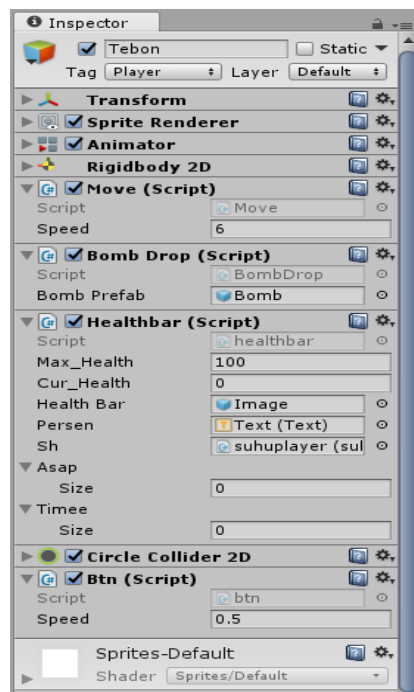 Inspector
Tebon Static
Tag Player Layer Default
Transform
Sprite Renderer
Animator
Rigidbody 2D
Move (Script)
Script Move
Speed 6
Bomb Drop (Script)
Script BombDrop
Bomb Prefab Bomb
Healthbar (Script)
Script healthbar
Max_Health 100
Cur_Health 0
Health Bar Image
Persen Text (Text)
Sh suhuplayer (sul
Asap
Size 0
Timee
Size 0
Circle Collider 2D
Btn (Script)
Script btn
Speed 0.5
Sprites-Default
Shader Sprites/Default